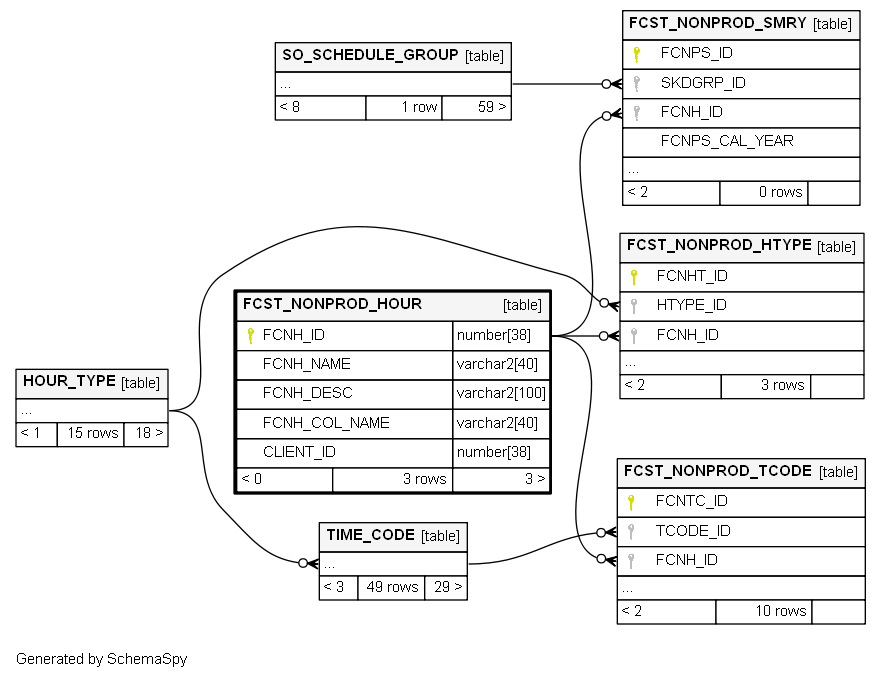 FCST_NONPROD_SMRY [table]
FCNPS_ID
SKDGRP_ID
FCNH_ID
FCNPS_CAL_YEAR
...
< 2 0 rows
SO_SCHEDULE_GROUP [table]
...
< 8 1 row 59 >
FCST_NONPROD_HTYPE [table]
FCNHT_ID
HTYPE_ID
FCNH_ID
...
< 2 3 rows
FCST_NONPROD_HOUR [table]
FCNH_ID number[38]
FCNH_NAME varchar2[40]
FCNH_DESC varchar2[100]
FCNH_COL_NAME varchar2[40]
CLIENT_ID number[38]
< 0 3 rows 3 >
HOUR_TYPE [table]
...
< 1 15 rows 18 >
FCST_NONPROD_TCODE [table]
FCNTC_ID
TCODE_ID
FCNH_ID
...
< 2 10 rows
TIME_CODE [table]
...
< 3 49 rows 29 >
Generated by SchemaSpy